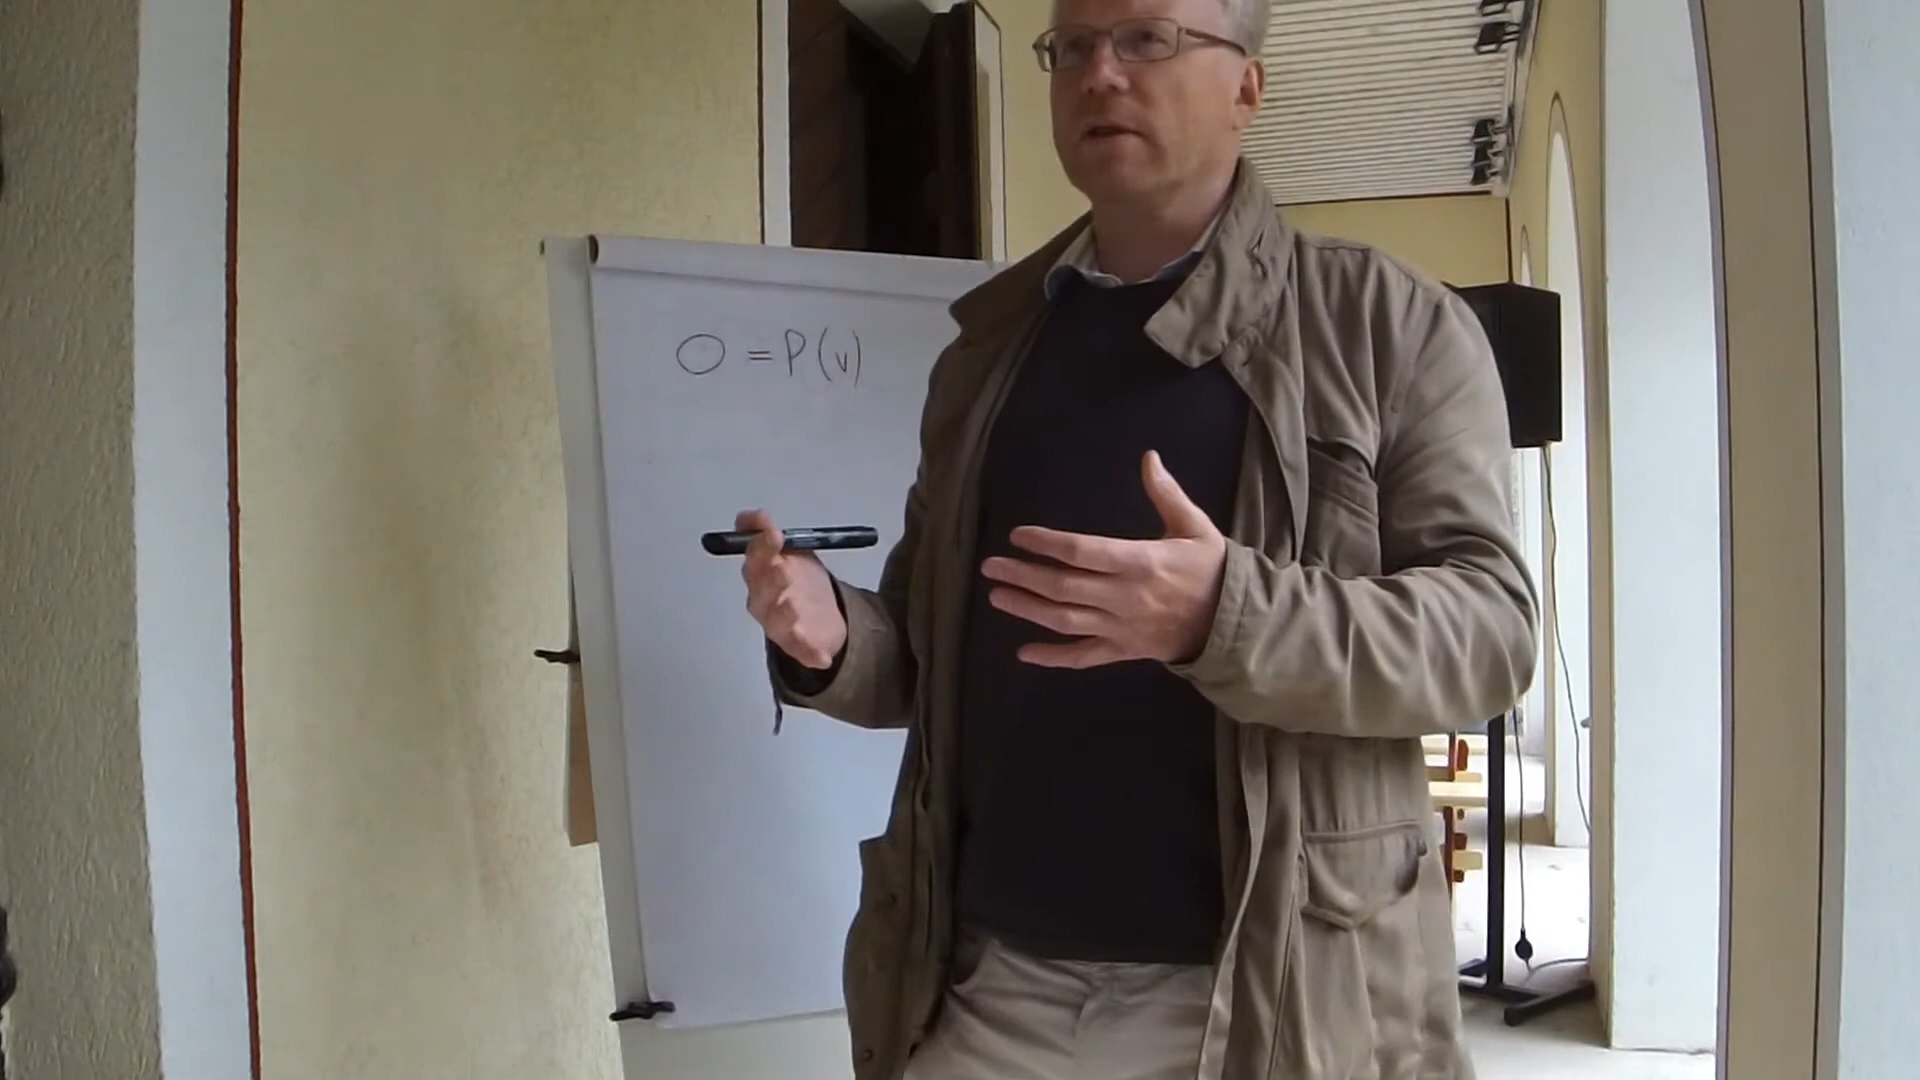 O = P(v)